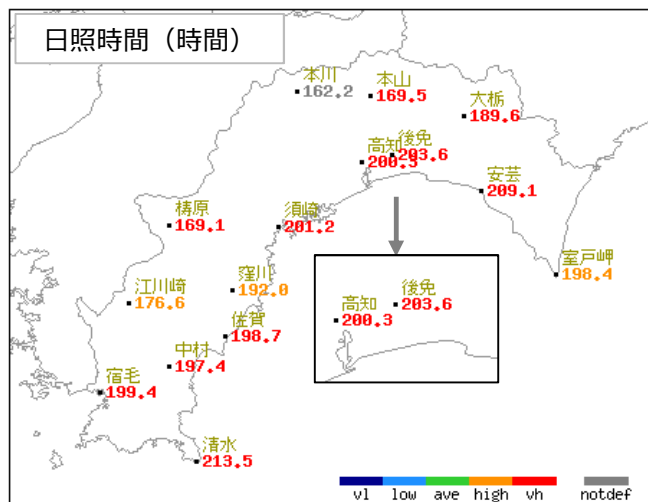 日照時間（時間）
本川
162.2
本山
169.5
大栃
189.6
高知
200.3
後免
203.6
安芸
209.1
梼原
169.1
須崎
201.2
室戸岬
198.4
江川崎
176.6
窪川
192.0
高知
200.3
後免
203.6
佐賀
198.7
中村
197.4
宿毛
199.4
清水
213.5
vl low ave high vh notdef